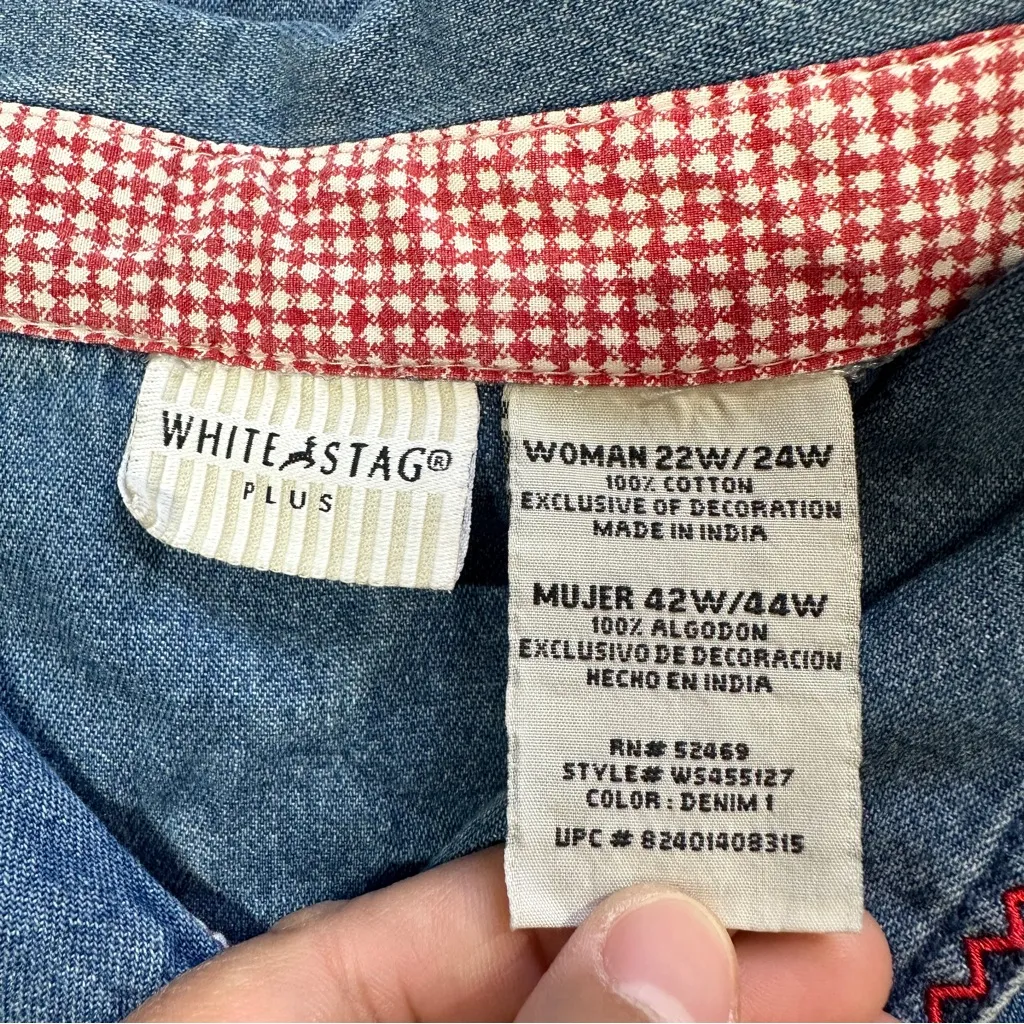 WHITE STAG®
PLUS
WOMAN 22W/24W
100% COTTON
EXCLUSIVE OF DECORATION
MADE IN INDIA
MUJER 42W/44W
100% ALGODON
EXCLUSIVO DE DECORACION
HECHO EN INDIA
RN# 52469
STYLE# WS455127
COLOR : DENIM 1
UPC # 82401408315